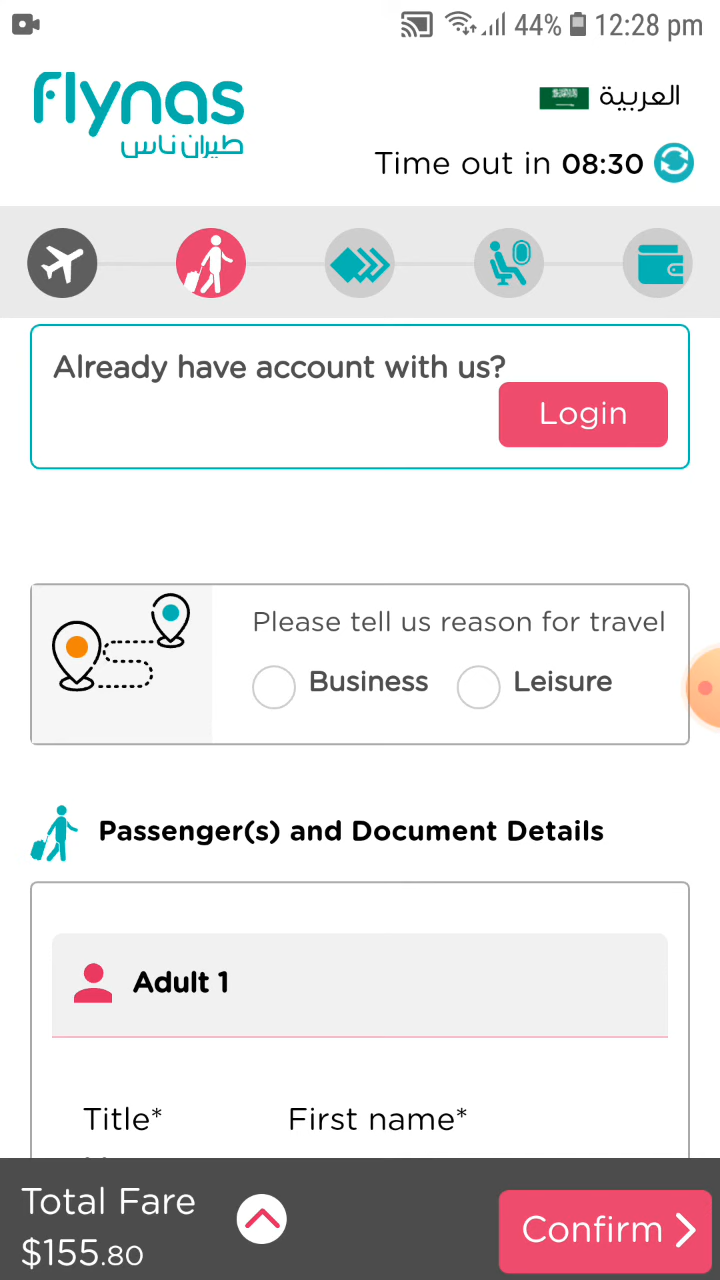 44% 12:28 pm
flynas
طيران ناس
العربية
Time out in 08:30
Already have account with us?
Login
Please tell us reason for travel
Business Leisure
Passenger(s) and Document Details
Adult 1
Title* First name*
Total Fare
$155.80
Confirm